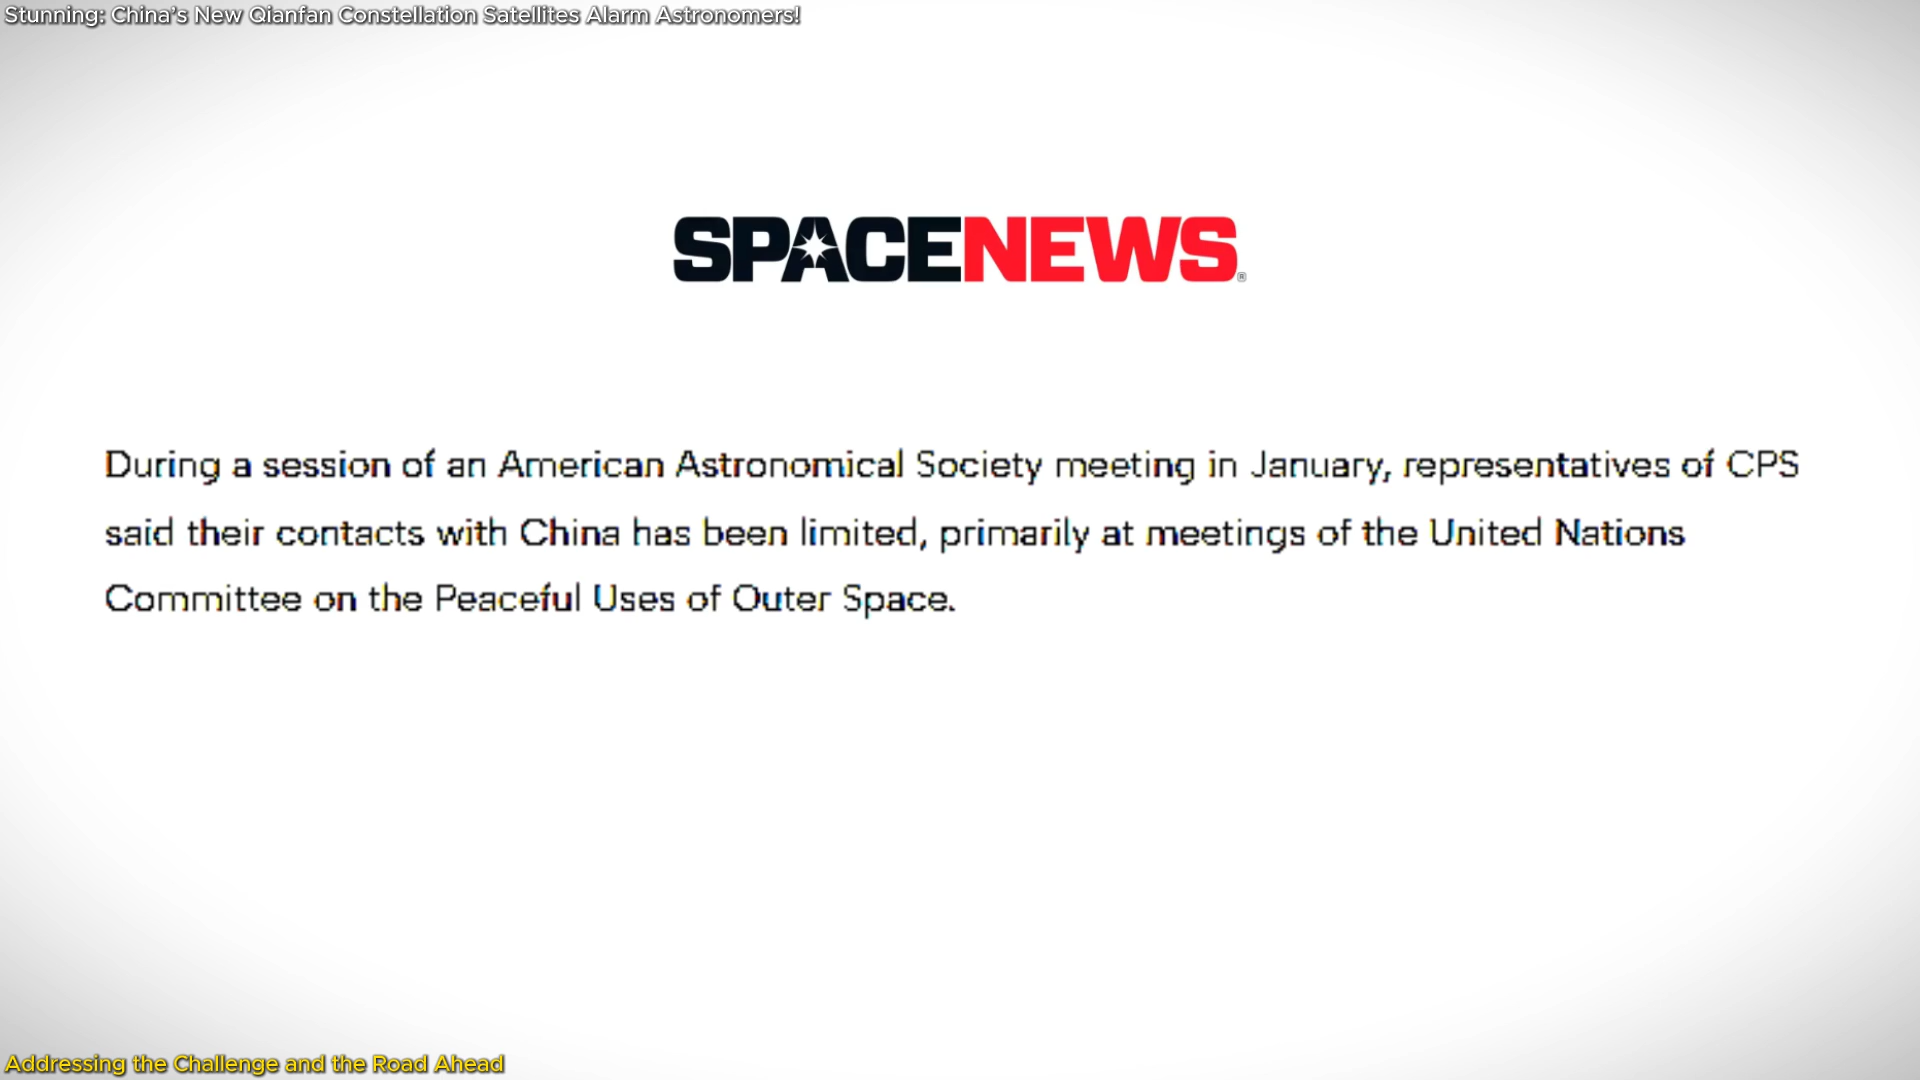 Stunning: China's New Qianfan Constellation Satellites Alarm Astronomers!
SPACENEWS®
During a session of an American Astronomical Society meeting in January, representatives of CPS
said their contacts with China has been limited, primarily at meetings of the United Nations
Committee on the Peaceful Uses of Outer Space.
Addressing the Challenge and the Road Ahead